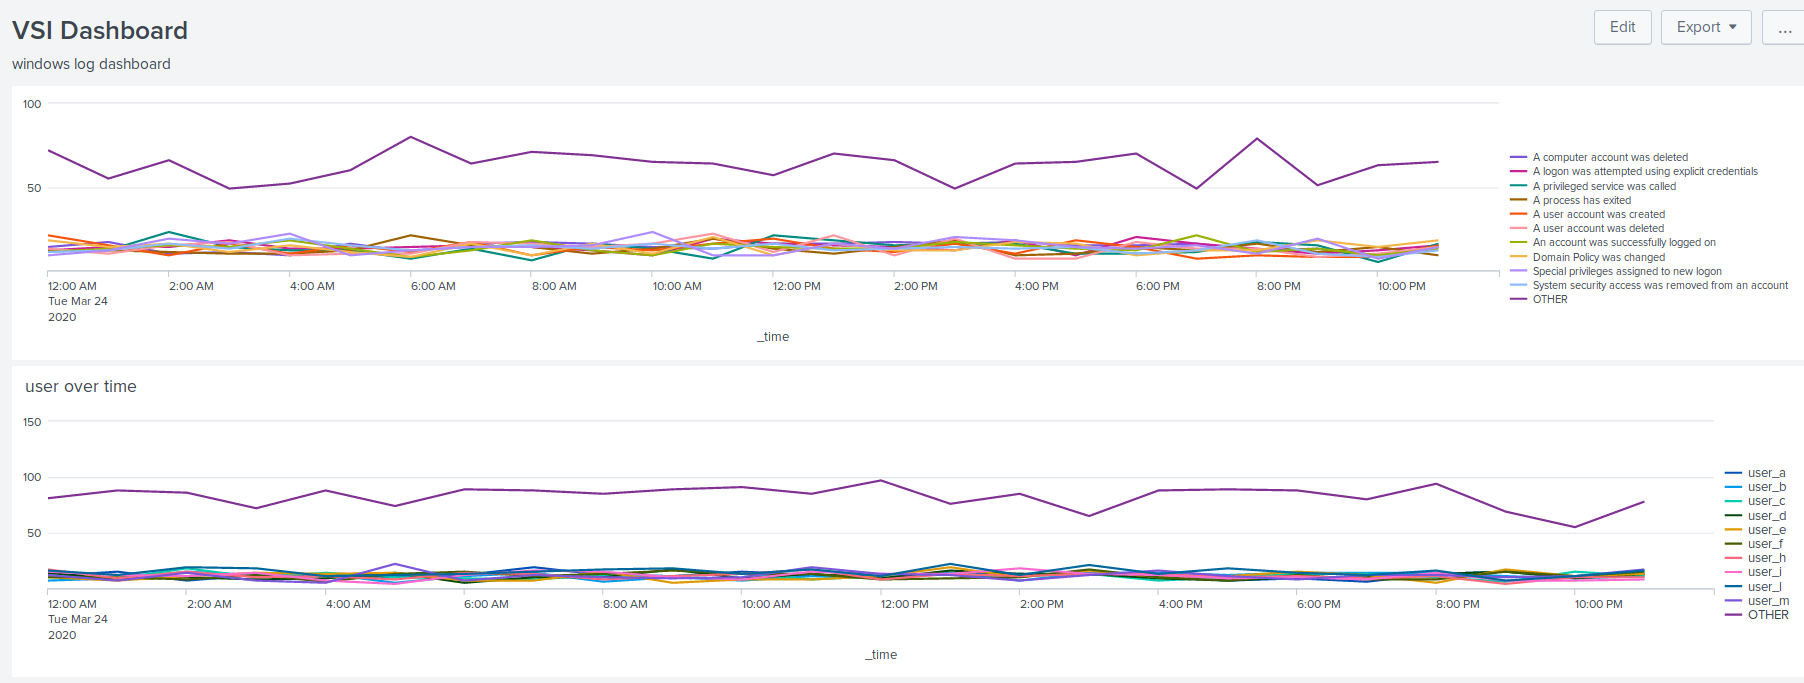 VSI Dashboard
Edit
Export
...
windows log dashboard
100
50
12:00 AM 2:00 AM 4:00 AM 6:00 AM 8:00 AM 10:00 AM 12:00 PM 2:00 PM 4:00 PM 6:00 PM 8:00 PM 10:00 PM
Tue Mar 24
2020
_time
A computer account was deleted
A logon was attempted using explicit credentials
A privileged service was called
A process has exited
A user account was created
A user account was deleted
An account was successfully logged on
Domain Policy was changed
Special privileges assigned to new logon
System security access was removed from an account
OTHER
user over time
150
100
50
12:00 AM 2:00 AM 4:00 AM 6:00 AM 8:00 AM 10:00 AM 12:00 PM 2:00 PM 4:00 PM 6:00 PM 8:00 PM 10:00 PM
Tue Mar 24
2020
_time
user_a
user_b
user_c
user_d
user_e
user_f
user_h
user_i
user_l
user_m
OTHER